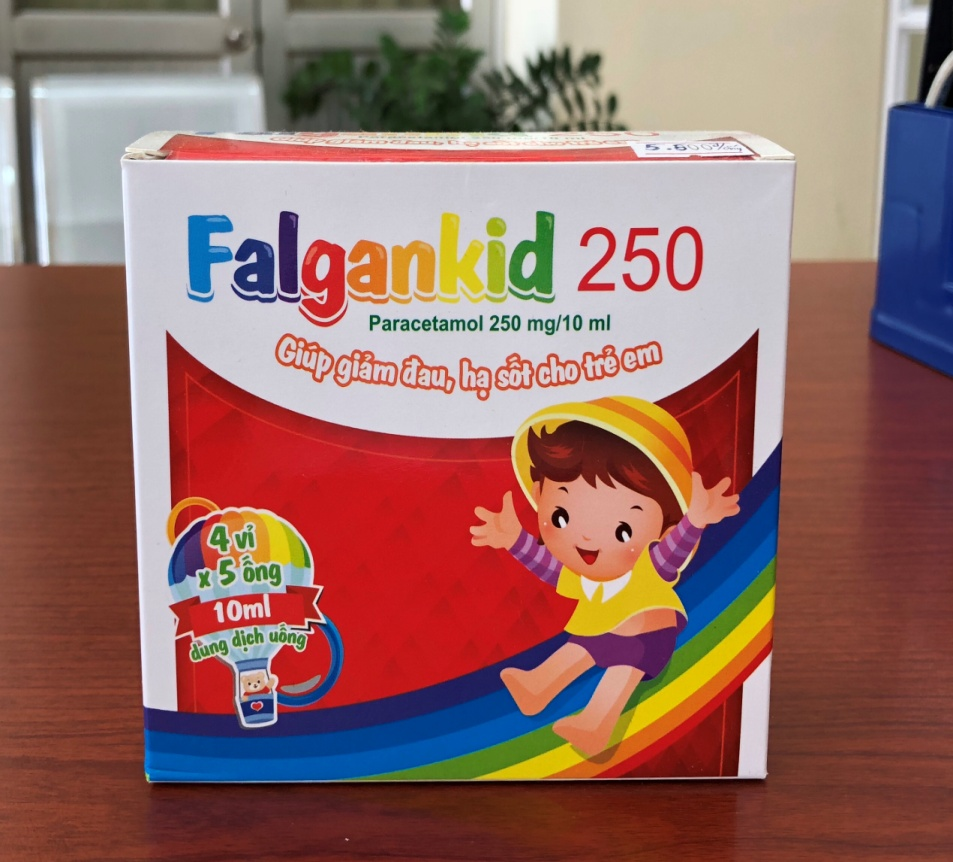 Falgankid 250
Paracetamol 250 mg/10 ml
Giúp giảm đau, hạ sốt cho trẻ em
4 vỉ
x 5 ống
10ml
dung dịch uống